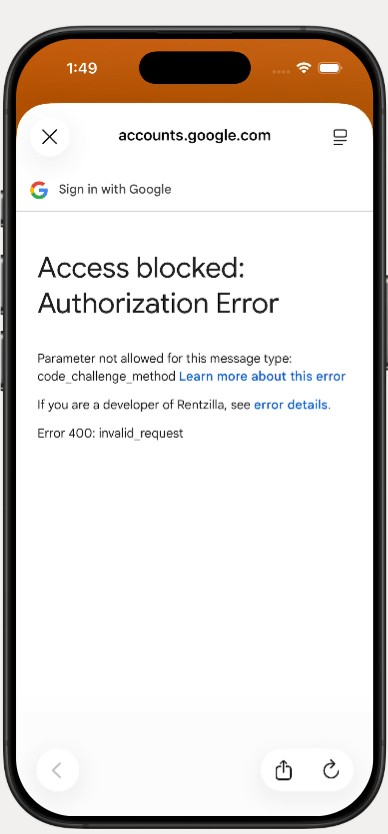 1:49
accounts.google.com
Sign in with Google
Access blocked:
Authorization Error
Parameter not allowed for this message type:
code_challenge_method Learn more about this error
If you are a developer of Rentzilla, see error details.
Error 400: invalid_request